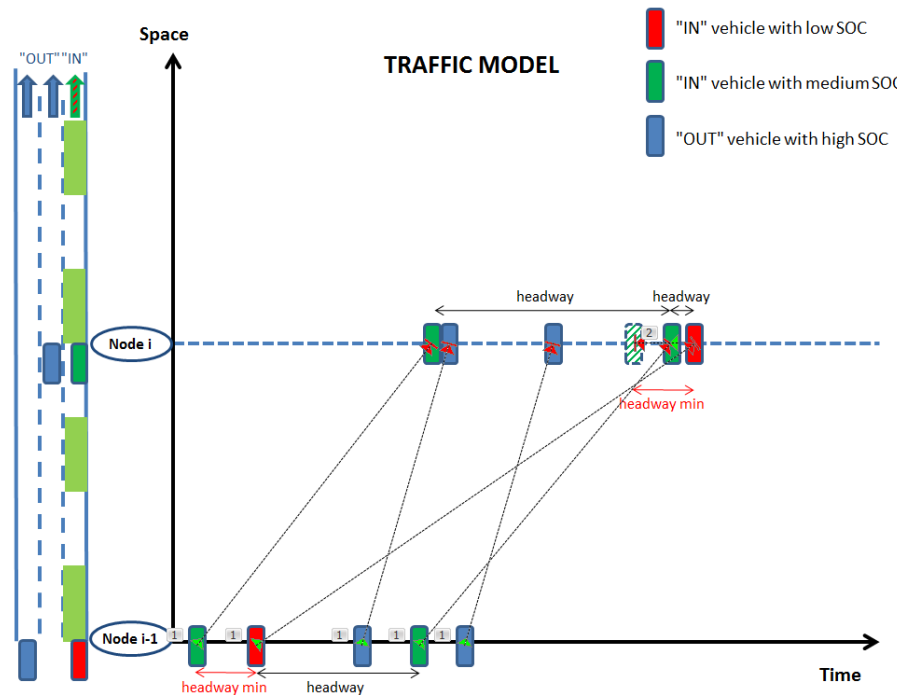 Space
TRAFFIC MODEL
"IN" vehicle with low SOC
"IN" vehicle with medium SOC
"OUT" vehicle with high SOC
"OUT" "IN"
headway
headway
Node i
2
headway min
Node i-1
1
1
1
1
1
headway min
headway
Time